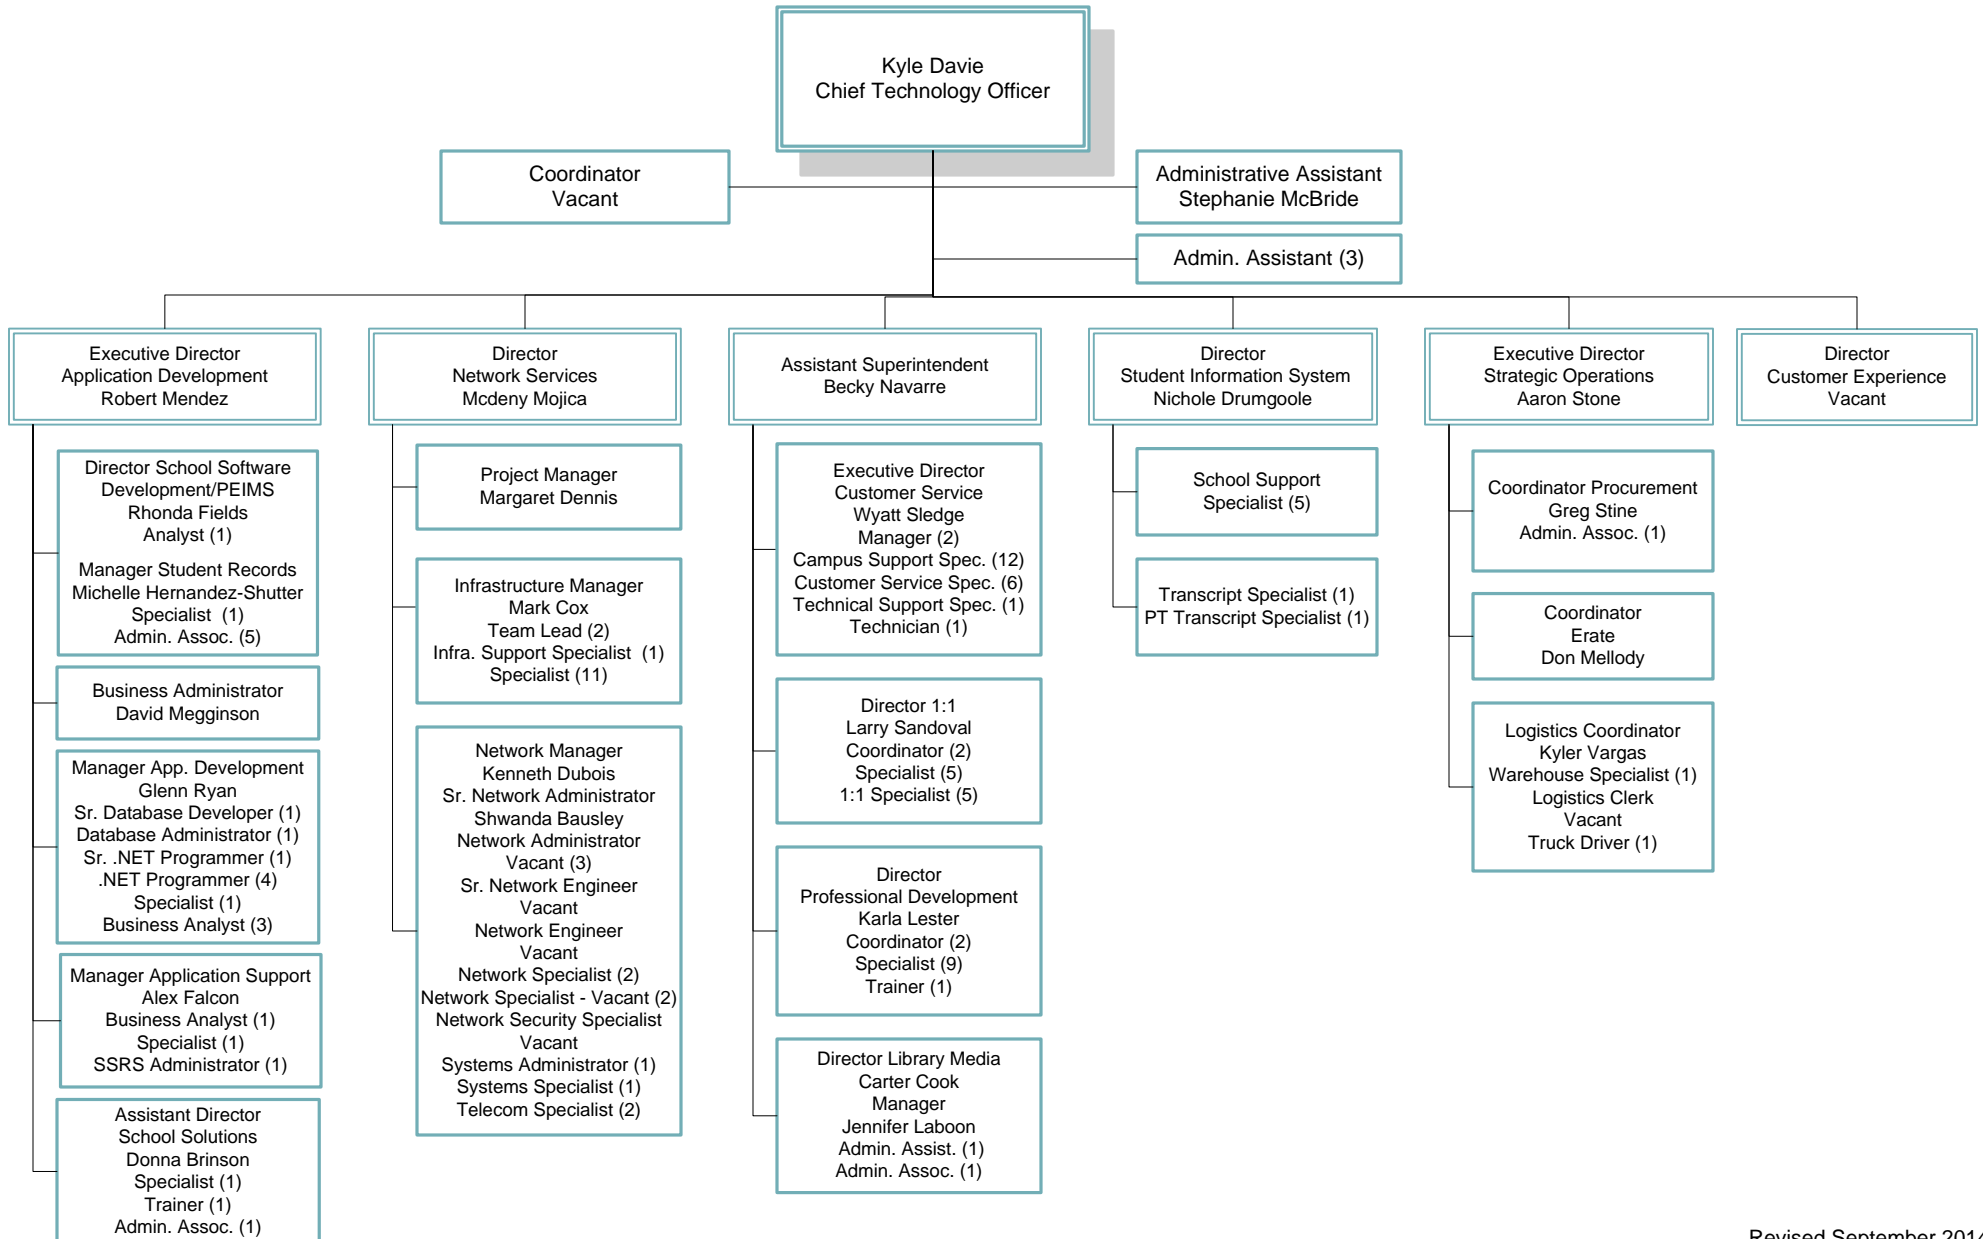 Kyle Davie
Chief Technology Officer
Coordinator
Vacant
Administrative Assistant
Stephanie McBride
Admin. Assistant (3)
Executive Director
Application Development
Robert Mendez
Director
Network Services
Mcdeny Mojica
Assistant Superintendent
Becky Navarre
Director
Student Information System
Nichole Drumgoole
Executive Director
Strategic Operations
Aaron Stone
Director
Customer Experience
Vacant
Director School Software
Development/PEIMS
Rhonda Fields
Analyst (1)
Manager Student Records
Michelle Hernandez-Shutter
Specialist (1)
Admin. Assoc. (5)
Business Administrator
David Megginson
Manager App. Development
Glenn Ryan
Sr. Database Developer (1)
Database Administrator (1)
Sr. .NET Programmer (1)
.NET Programmer (4)
Specialist (1)
Business Analyst (3)
Manager Application Support
Alex Falcon
Business Analyst (1)
Specialist (1)
SSRS Administrator (1)
Assistant Director
School Solutions
Donna Brinson
Specialist (1)
Trainer (1)
Admin. Assoc. (1)
Project Manager
Margaret Dennis
Infrastructure Manager
Mark Cox
Team Lead (2)
Infra. Support Specialist (1)
Specialist (11)
Network Manager
Kenneth Dubois
Sr. Network Administrator
Shwanda Bausley
Network Administrator
Vacant (3)
Sr. Network Engineer
Vacant
Network Engineer
Vacant
Network Specialist (2)
Network Specialist - Vacant (2)
Network Security Specialist
Vacant
Systems Administrator (1)
Systems Specialist (1)
Telecom Specialist (2)
Executive Director
Customer Service
Wyatt Sledge
Manager (2)
Campus Support Spec. (12)
Customer Service Spec. (6)
Technical Support Spec. (1)
Technician (1)
Director 1:1
Larry Sandoval
Coordinator (2)
Specialist (5)
1:1 Specialist (5)
Director
Professional Development
Karla Lester
Coordinator (2)
Specialist (9)
Trainer (1)
Director Library Media
Carter Cook
Manager
Jennifer Laboon
Admin. Assist. (1)
Admin. Assoc. (1)
School Support
Specialist (5)
Transcript Specialist (1)
PT Transcript Specialist (1)
Coordinator Procurement
Greg Stine
Admin. Assoc. (1)
Coordinator
Erate
Don Mellody
Logistics Coordinator
Kyler Vargas
Warehouse Specialist (1)
Logistics Clerk
Vacant
Truck Driver (1)
Revised September 2014